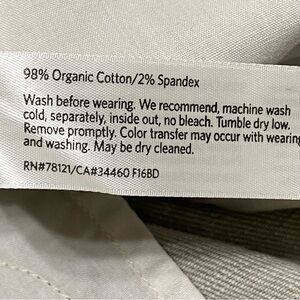 98% Organic Cotton/2% Spandex
Wash before wearing. We recommend, machine wash
cold, separately, inside out, no bleach. Tumble dry low.
Remove promptly. Color transfer may occur with wearing
and washing. May be dry cleaned.
RN#78121/CA#34460 F16BD